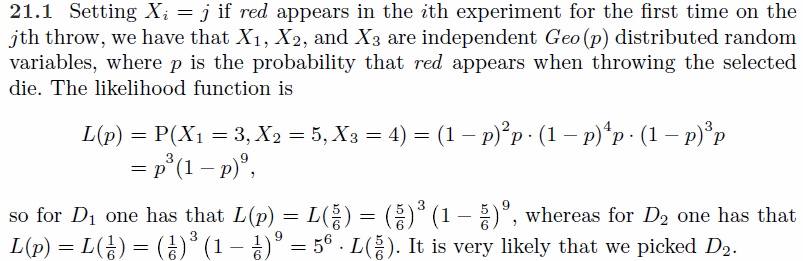 21.1 Setting X_i = j if red appears in the ith experiment for the first time on the
jth throw, we have that X_1, X_2, and X_3 are independent Geo(p) distributed random
variables, where p is the probability that red appears when throwing the selected
die. The likelihood function is
L(p) = P(X_1 = 3, X_2 = 5, X_3 = 4) = (1 − p)^2 p · (1 − p)^4 p · (1 − p)^3 p
= p^3 (1 − p)^9,
so for D_1 one has that L(p) = L(5/6) = (5/6)^3 (1 − 5/6)^9, whereas for D_2 one has that
L(p) = L(1/6) = (1/6)^3 (1 − 1/6)^9 = 5^6 · L(5/6). It is very likely that we picked D_2.